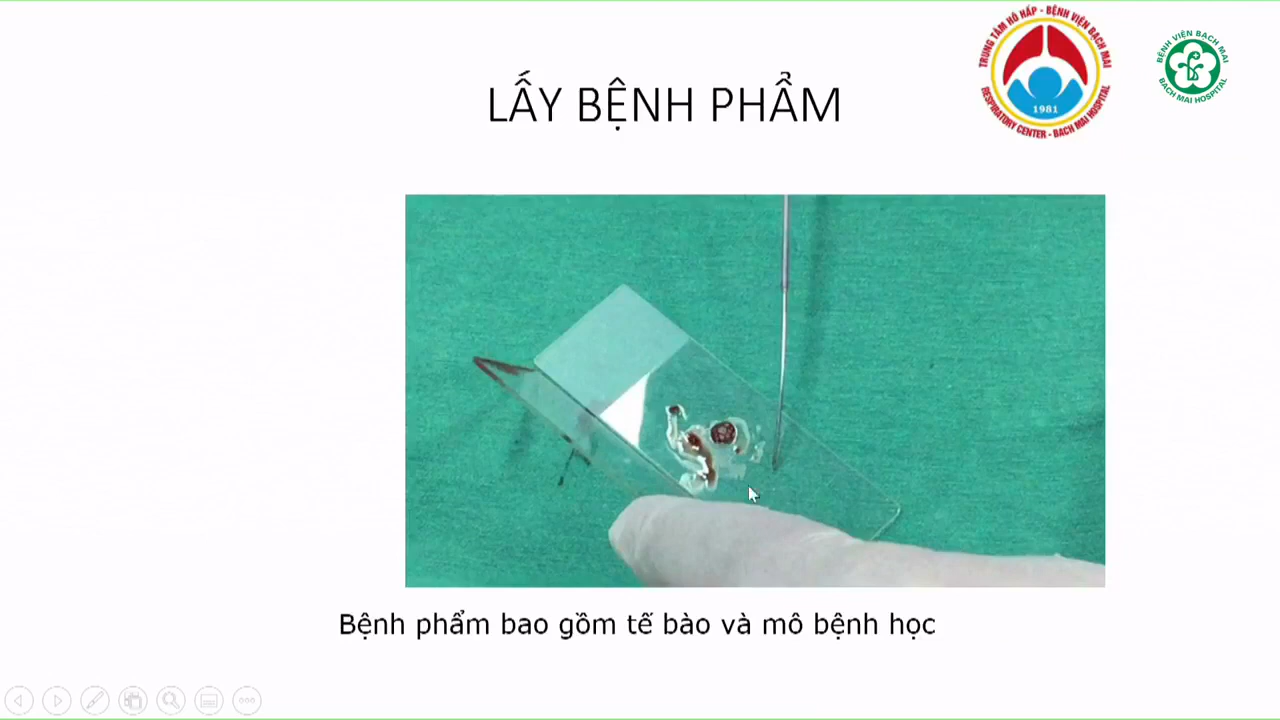 TRUNG TÂM HÔ HẤP - BỆNH VIỆN BẠCH MAI
1981
RESPIRATORY CENTER - BACH MAI HOSPITAL
BỆNH VIỆN BẠCH MAI
BACH MAI HOSPITAL
LẤY BỆNH PHẨM
Bệnh phẩm bao gồm tế bào và mô bệnh học